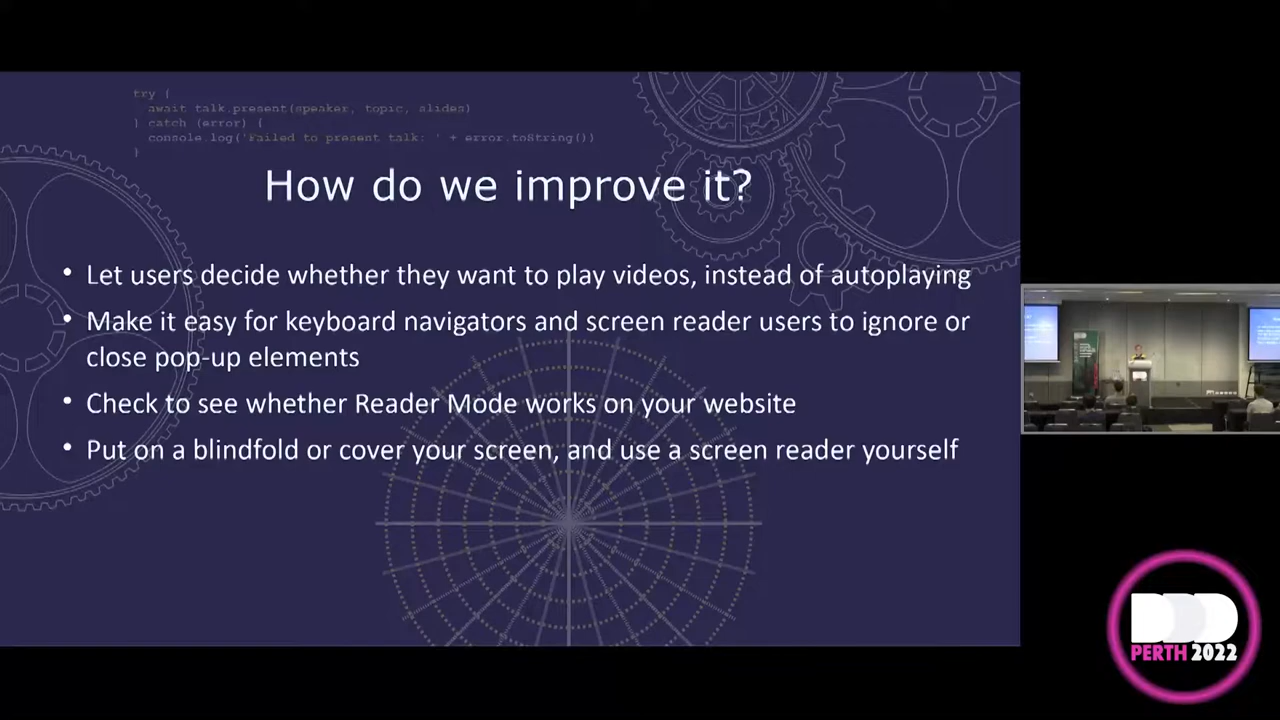 try {
await talk.present(speaker, topic, slides)
} catch (error) {
console.log('Failed to present talk: ' + error.toString())
}
How do we improve it?
• Let users decide whether they want to play videos, instead of autoplaying
• Make it easy for keyboard navigators and screen reader users to ignore or
close pop-up elements
• Check to see whether Reader Mode works on your website
• Put on a blindfold or cover your screen, and use a screen reader yourself
DDD
PERTH 2022